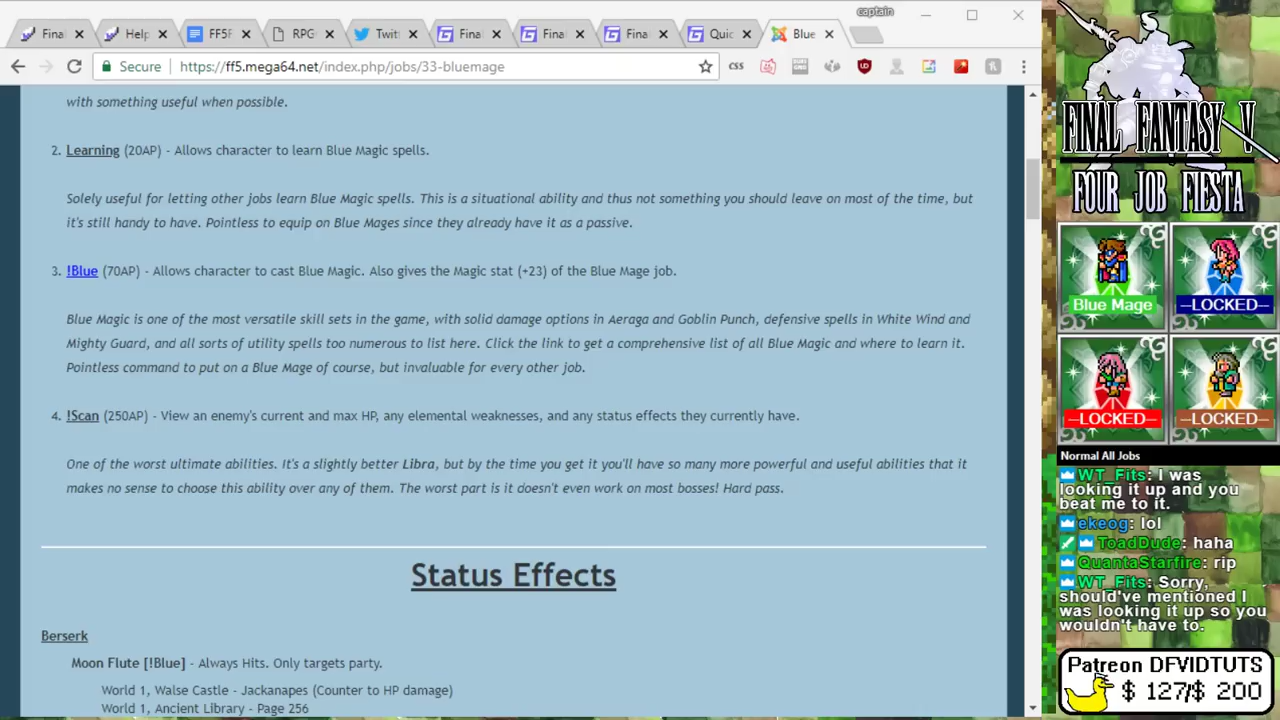 captain
Fina
Help
FF5F
RPG
Twitt
Fina
Fina
Fina
Quic
Blue
Secure
https://ff5.mega64.net/index.php/jobs/33-bluemage
css
with something useful when possible.
2. Learning (20AP) - Allows character to learn Blue Magic spells.
Solely useful for letting other jobs learn Blue Magic spells. This is a situational ability and thus not something you should leave on most of the time, but
it's still handy to have. Pointless to equip on Blue Mages since they already have it as a passive.
3. !Blue (70AP) - Allows character to cast Blue Magic. Also gives the Magic stat (+23) of the Blue Mage job.
Blue Magic is one of the most versatile skill sets in the game, with solid damage options in Aeraga and Goblin Punch, defensive spells in White Wind and
Mighty Guard, and all sorts of utility spells too numerous to list here. Click the link to get a comprehensive list of all Blue Magic and where to learn it.
Pointless command to put on a Blue Mage of course, but invaluable for every other job.
4. !Scan (250AP) - View an enemy's current and max HP, any elemental weaknesses, and any status effects they currently have.
One of the worst ultimate abilities. It's a slightly better Libra, but by the time you get it you'll have so many more powerful and useful abilities that it
makes no sense to choose this ability over any of them. The worst part is it doesn't even work on most bosses! Hard pass.
Status Effects
Berserk
Moon Flute [!Blue] - Always Hits. Only targets party.
World 1, Walse Castle - Jackanapes (Counter to HP damage)
World 1, Ancient Library - Page 256
FINAL FANTASY V
FOUR JOB FIESTA
Blue Mage
--LOCKED--
--LOCKED--
--LOCKED--
Normal All Jobs
WT_Fits: I was
looking it up and you
beat me to it.
ekeog: lol
ToadDude: haha
QuantaStarfire: rip
WT_Fits: Sorry,
should've mentioned I
was looking it up so you
wouldn't have to.
Patreon DFVIDTUTS
$ 127/$ 200